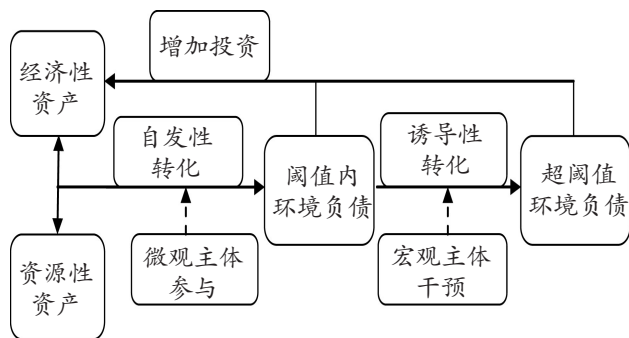 增加投资
经济性
资产
自发性
转化
诱导性
转化
阈值内
环境负债
超阈值
环境负债
资源性
资产
微观主体
参与
宏观主体
干预